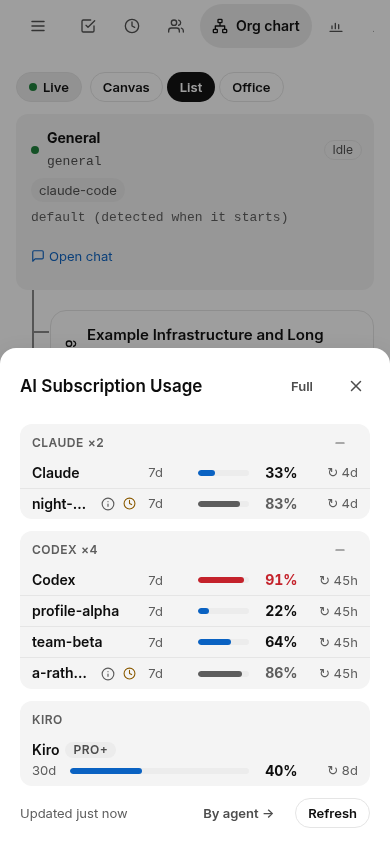 Org chart
Live
Canvas
List
Office
General
general
Idle
claude-code
default (detected when it starts)
Open chat
Example Infrastructure and Long
AI Subscription Usage
Full
CLAUDE ×2
Claude 7d 33% ↻ 4d
night-... 7d 83% ↻ 4d
CODEX ×4
Codex 7d 91% ↻ 45h
profile-alpha 7d 22% ↻ 45h
team-beta 7d 64% ↻ 45h
a-rath... 7d 86% ↻ 45h
KIRO
Kiro PRO+
30d 40% ↻ 8d
Updated just now
By agent →
Refresh